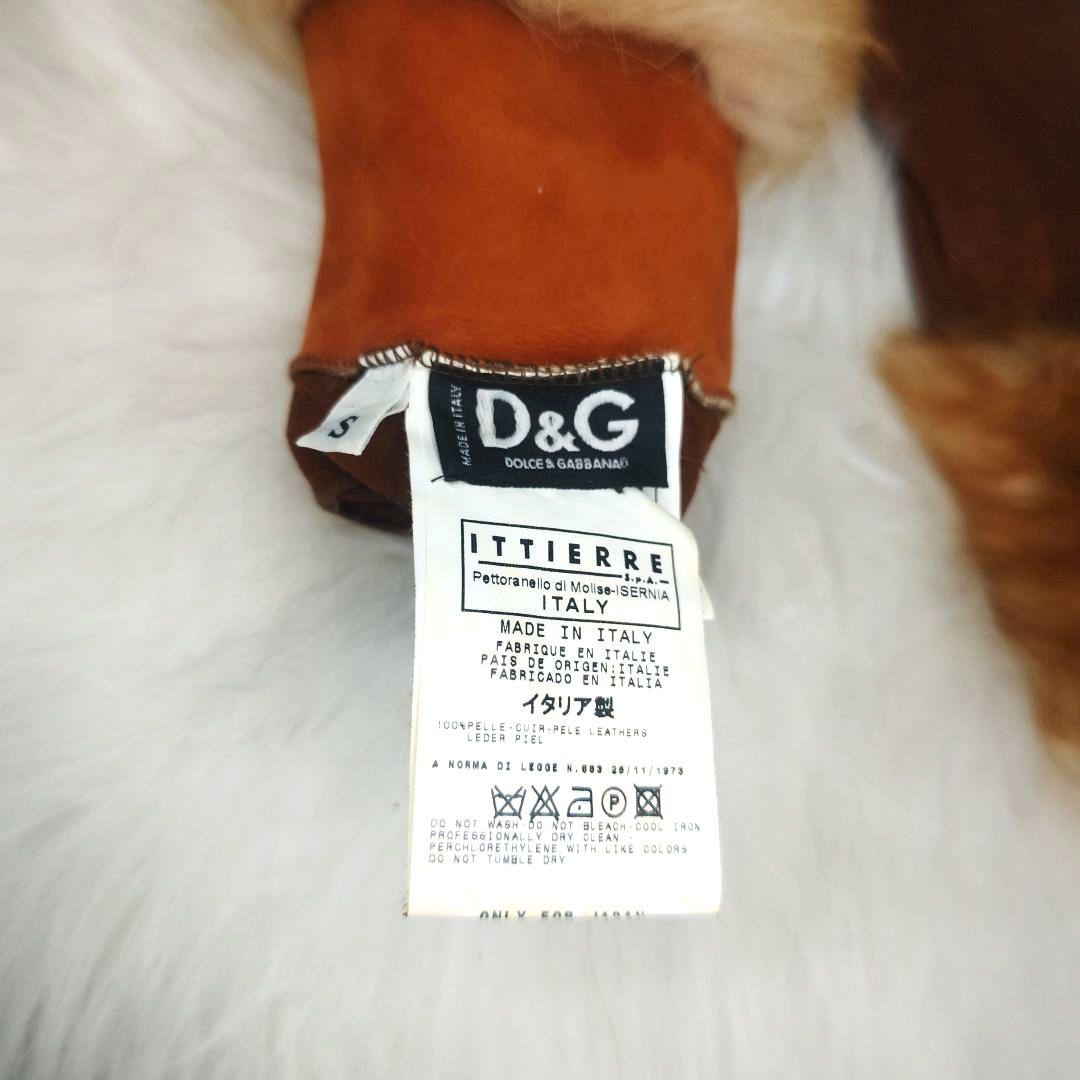 S
MADE IN ITALY
D&G
DOLCE & GABBANA
ITTIERRE
S.P.A.
Pettoranello di Molise-ISERNIA
ITALY
MADE IN ITALY
FABRIQUE EN ITALIE
PAIS DE ORIGEN:ITALIE
FABRICADO EN ITALIA
イタリア製
100%PELLE-CUIR-PELE LEATHERS
LEDER PIEL
A NORMA DI LEGGE N.883 26/11/1973
P
DO NOT WASH-DO NOT BLEACH-COOL IRON
PROFESSIONALLY DRY CLEAN -
PERCHLORETHYLENE WITH LIKE COLORS
DO NOT TUMBLE DRY
ONLY FOR JAPAN